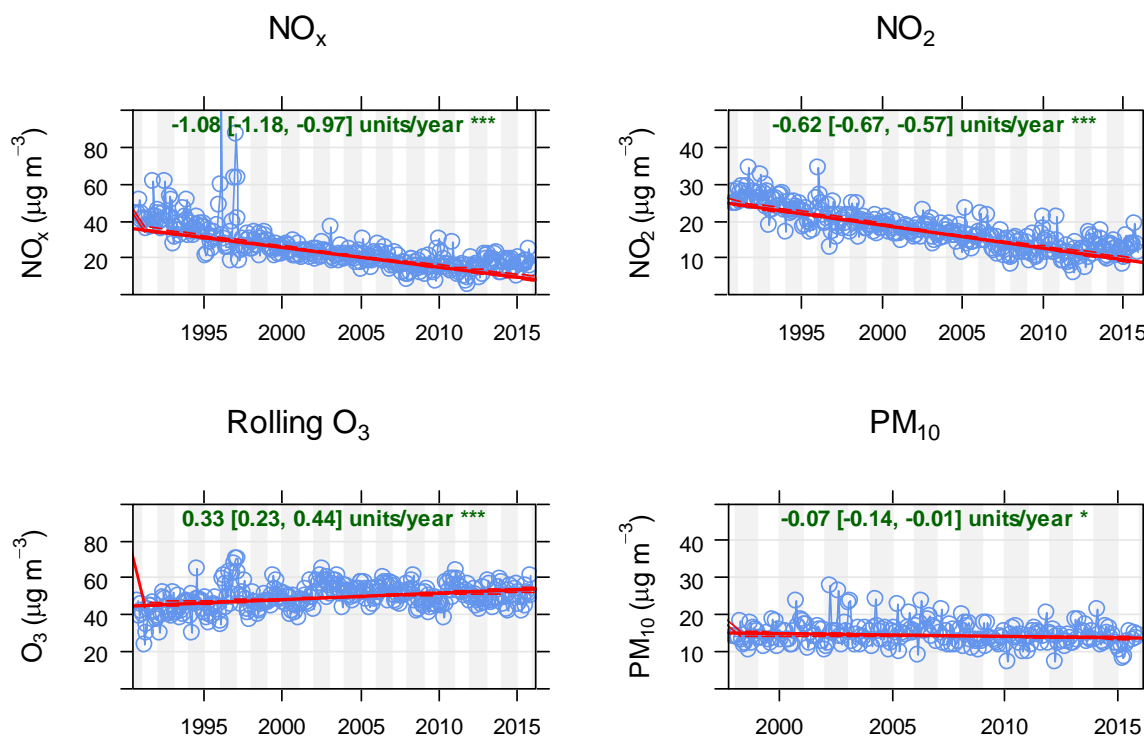 NOx
NOx (µg m⁻³)
-1.08 [-1.18, -0.97] units/year ***
80
60
40
20
1995 2000 2005 2010 2015
NO2
NO2 (µg m⁻³)
-0.62 [-0.67, -0.57] units/year ***
40
30
20
10
1995 2000 2005 2010 2015
Rolling O3
O3 (µg m⁻³)
0.33 [0.23, 0.44] units/year ***
80
60
40
20
1995 2000 2005 2010 2015
PM10
PM10 (µg m⁻³)
-0.07 [-0.14, -0.01] units/year *
40
30
20
10
2000 2005 2010 2015